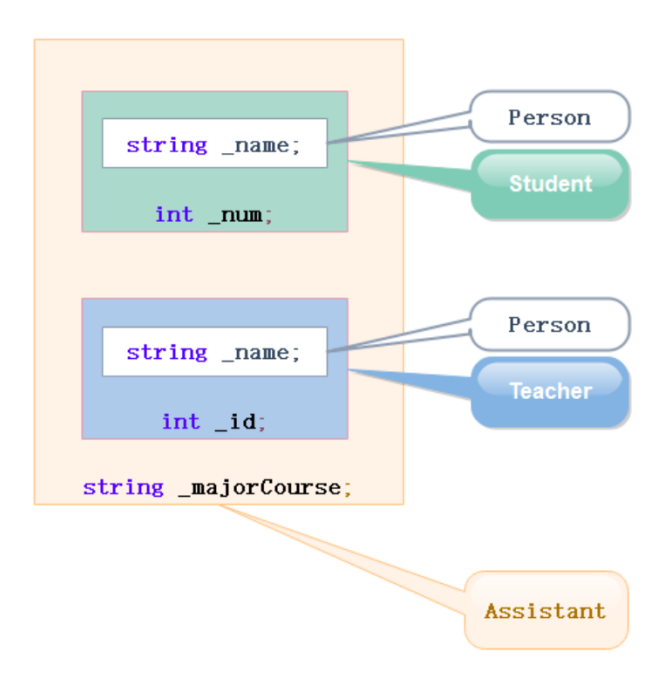 string _name;
Person
Student
int _num;
string _name;
Person
Teacher
int _id;
string _majorCourse;
Assistant